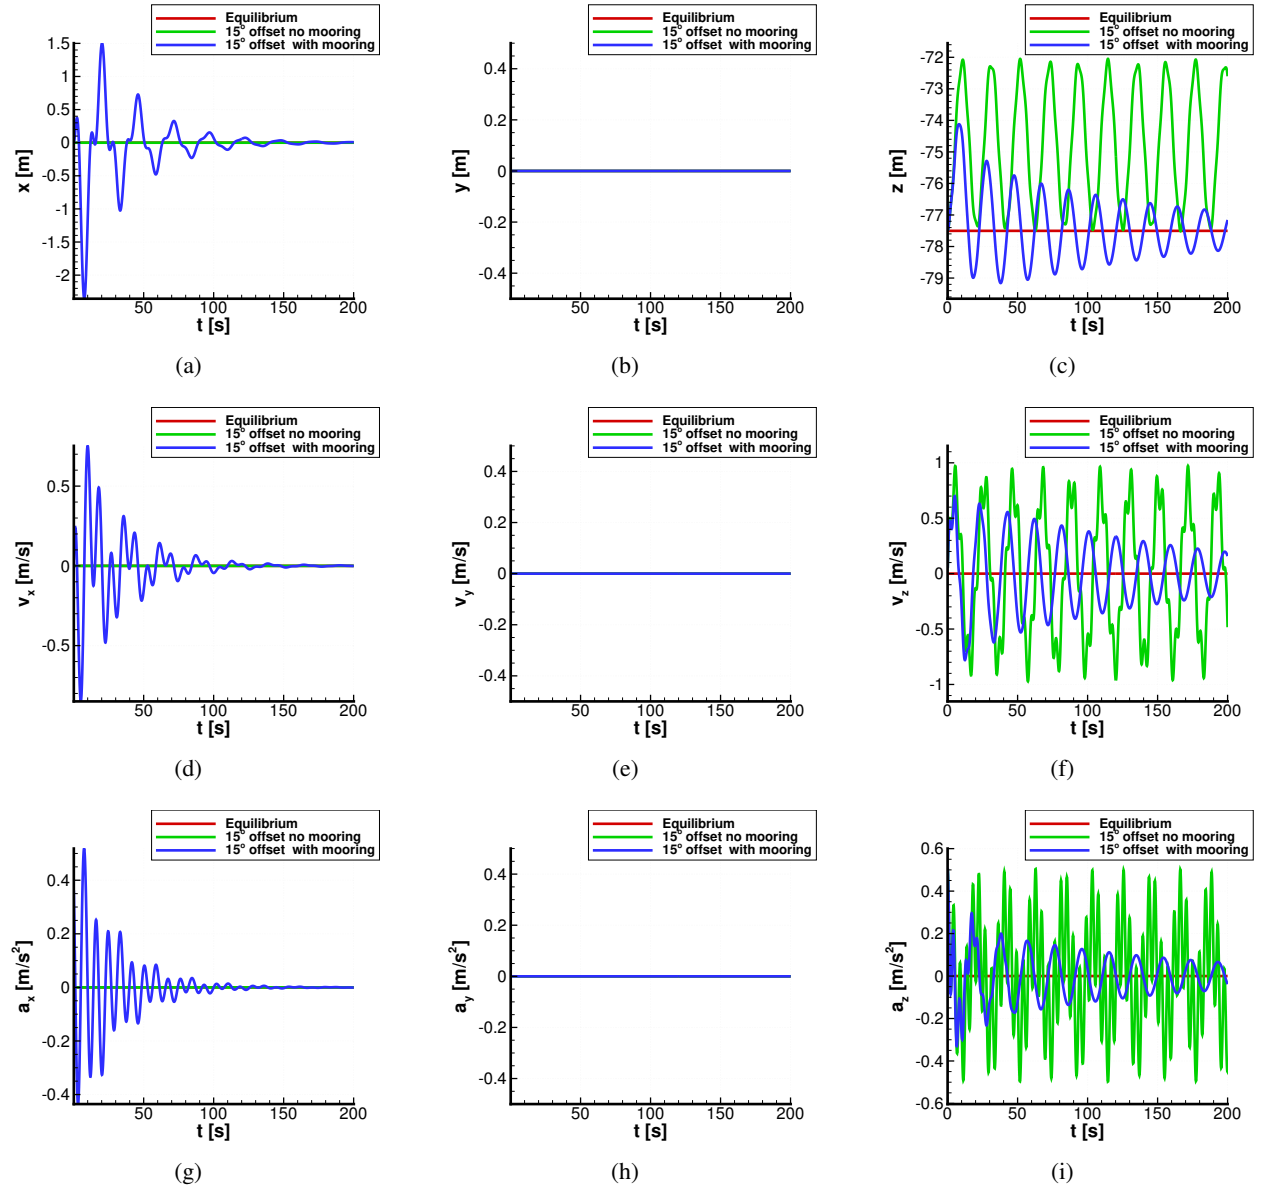 Equilibrium
15° offset no mooring
15° offset with mooring
1.5
1
0.5
0
-0.5
-1
-1.5
-2
x [m]
50
100
150
200
t [s]
(a)
Equilibrium
15° offset no mooring
15° offset with mooring
0.4
0.2
0
-0.2
-0.4
y [m]
50
100
150
200
t [s]
(b)
Equilibrium
15° offset no mooring
15° offset with mooring
-72
-73
-74
-75
-76
-77
-78
-79
z [m]
0
50
100
150
200
t [s]
(c)
Equilibrium
15° offset no mooring
15° offset with mooring
0.5
0
-0.5
v_x [m/s]
50
100
150
200
t [s]
(d)
Equilibrium
15° offset no mooring
15° offset with mooring
0.4
0.2
0
-0.2
-0.4
v_y [m/s]
50
100
150
200
t [s]
(e)
Equilibrium
15° offset no mooring
15° offset with mooring
1
0.5
0
-0.5
-1
v_z [m/s]
0
50
100
150
200
t [s]
(f)
Equilibrium
15° offset no mooring
15° offset with mooring
0.4
0.2
0
-0.2
-0.4
a_x [m/s²]
50
100
150
200
t [s]
(g)
Equilibrium
15° offset no mooring
15° offset with mooring
0.4
0.2
0
-0.2
-0.4
a_y [m/s²]
50
100
150
200
t [s]
(h)
Equilibrium
15° offset no mooring
15° offset with mooring
0.6
0.4
0.2
0
-0.2
-0.4
-0.6
a_z [m/s²]
0
50
100
150
200
t [s]
(i)